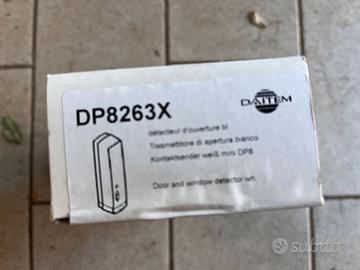 DP8263X
DAITEM
détecteur d'ouverture bl
Trasmettitore di apertura bianco
Kontaktsender weiß mini DP8
Door and window detector wh
subito